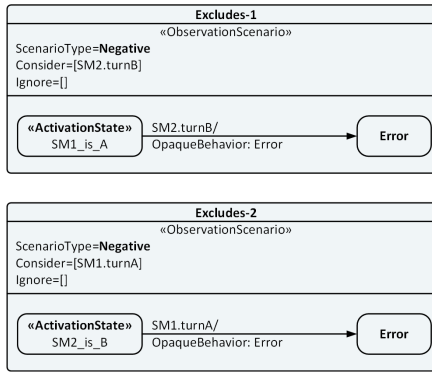 Excludes-1
«ObservationScenario»
ScenarioType=Negative
Consider=[SM2.turnB]
Ignore=[]
«ActivationState»
SM1_is_A
SM2.turnB/
OpaqueBehavior: Error
Error
Excludes-2
«ObservationScenario»
ScenarioType=Negative
Consider=[SM1.turnA]
Ignore=[]
«ActivationState»
SM2_is_B
SM1.turnA/
OpaqueBehavior: Error
Error